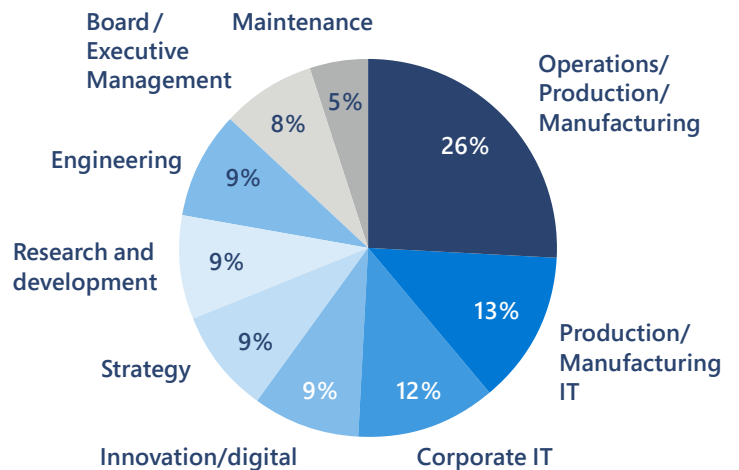 Operations/
Production/
Manufacturing
26%
Production/
Manufacturing
IT
13%
Corporate IT
12%
Innovation/digital
9%
Strategy
9%
Research and
development
9%
Engineering
9%
Board/
Executive
Management
8%
Maintenance
5%